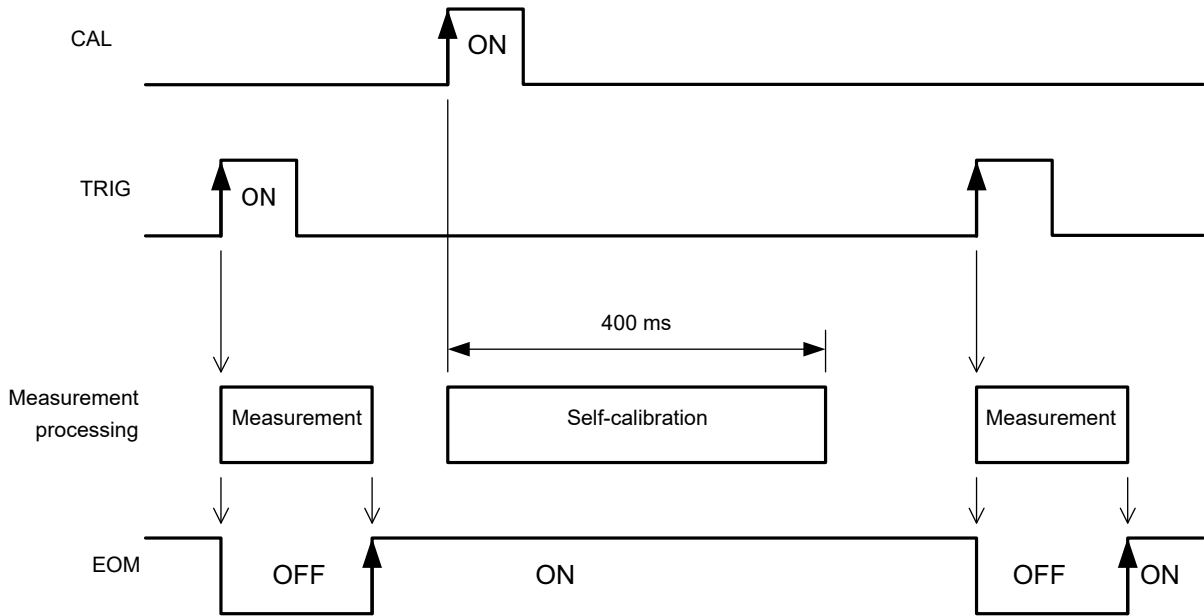 CAL
ON
TRIG
ON
400 ms
Measurement
processing
Measurement
Self-calibration
Measurement
EOM
OFF
ON
OFF
ON